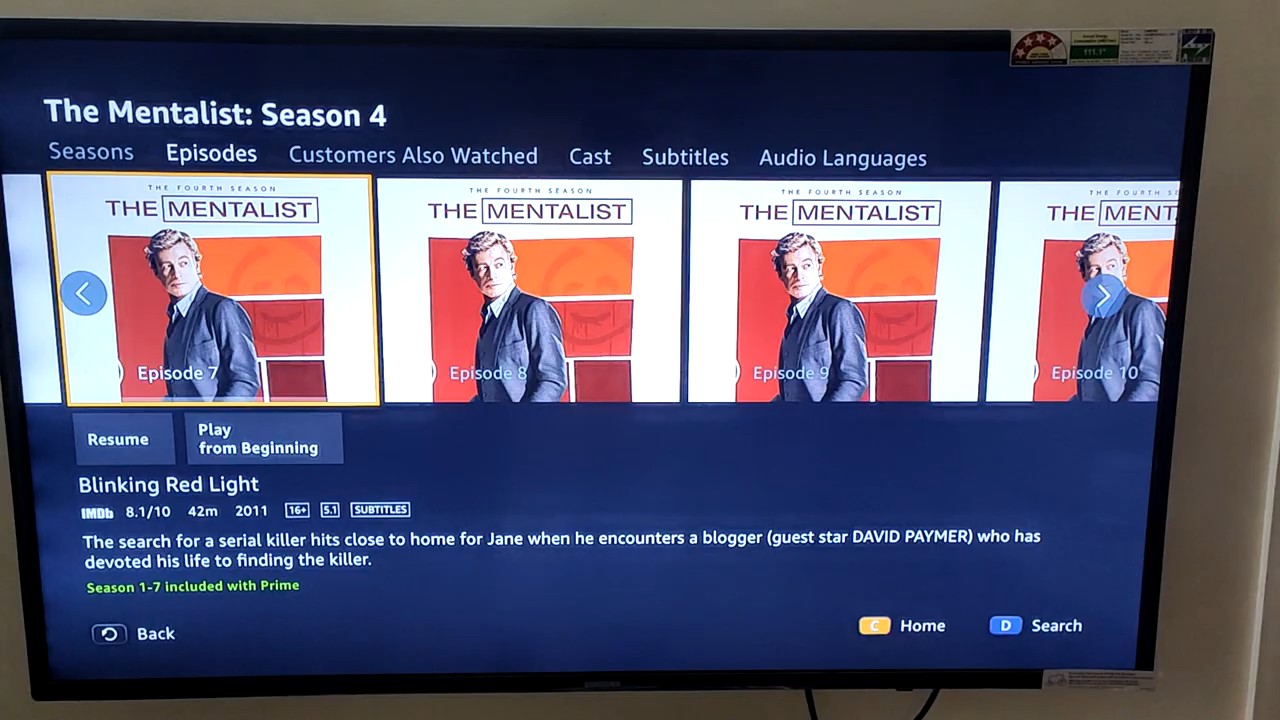 The Mentalist: Season 4
Seasons Episodes Customers Also Watched Cast Subtitles Audio Languages
THE FOURTH SEASON
THE MENTALIST
Episode 7
THE FOURTH SEASON
THE MENTALIST
Episode 8
THE FOURTH SEASON
THE MENTALIST
Episode 9
THE FOURTH SE
THE MENT
Episode 10
Resume
Play
from Beginning
Blinking Red Light
IMDb 8.1/10 42m 2011 16+ 5.1 SUBTITLES
The search for a serial killer hits close to home for Jane when he encounters a blogger (guest star DAVID PAYMER) who has
devoted his life to finding the killer.
Season 1-7 included with Prime
Back
C Home D Search